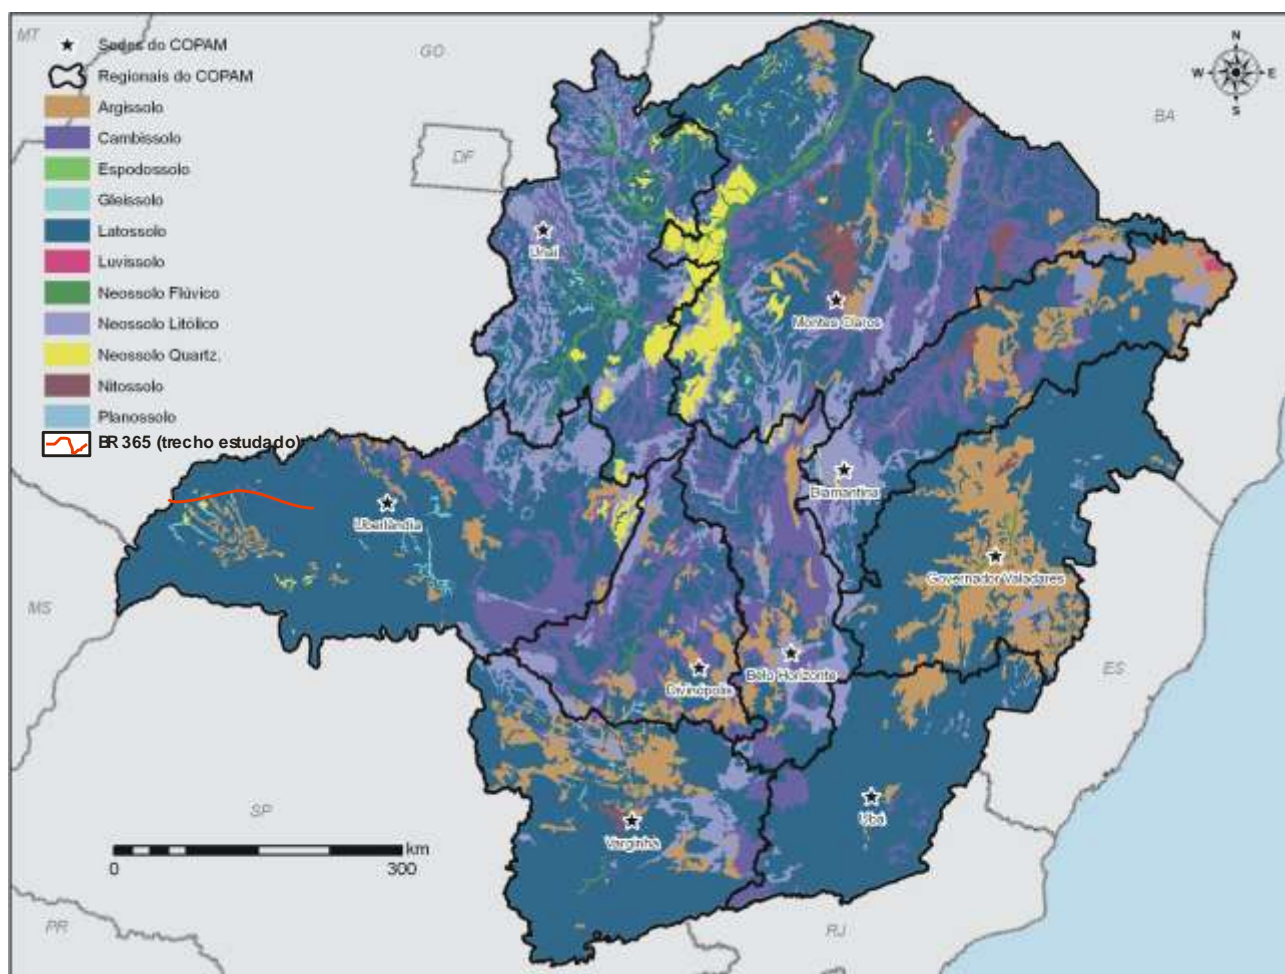 MT
GO
BA
DF
MS
ES
SP
PR
RJ
N
W E
S
Sedes do COPAM
Regionais do COPAM
Argissolo
Cambissolo
Espodossolo
Gleissolo
Latossolo
Luvissolo
Neossolo Flúvico
Neossolo Litólico
Neossolo Quartz.
Nitossolo
Planossolo
BR 365 (trecho estudado)
Unaí
Montes Claros
Diamantina
Uberlândia
Governador Valadares
Belo Horizonte
Divinópolis
Ubá
Varginha
km
0 300